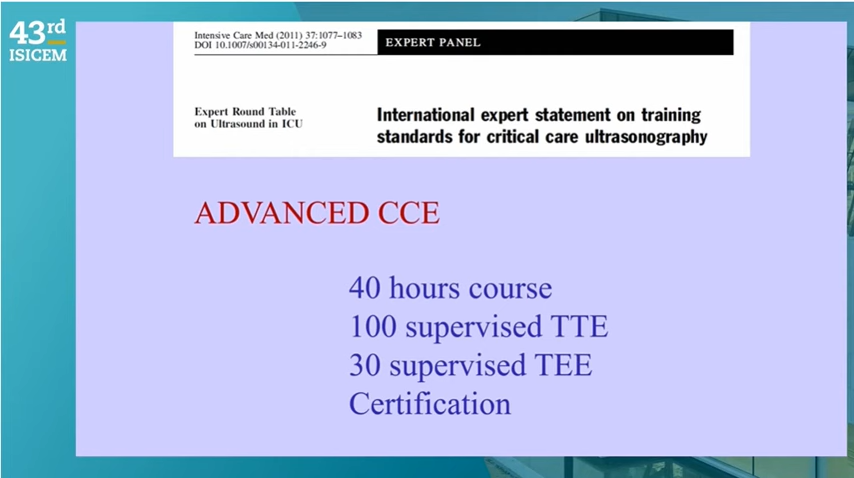 43rd
ISICEM
Intensive Care Med (2011) 37:1077–1083
DOI 10.1007/s00134-011-2246-9
EXPERT PANEL
Expert Round Table
on Ultrasound in ICU
International expert statement on training
standards for critical care ultrasonography
ADVANCED CCE
40 hours course
100 supervised TTE
30 supervised TEE
Certification